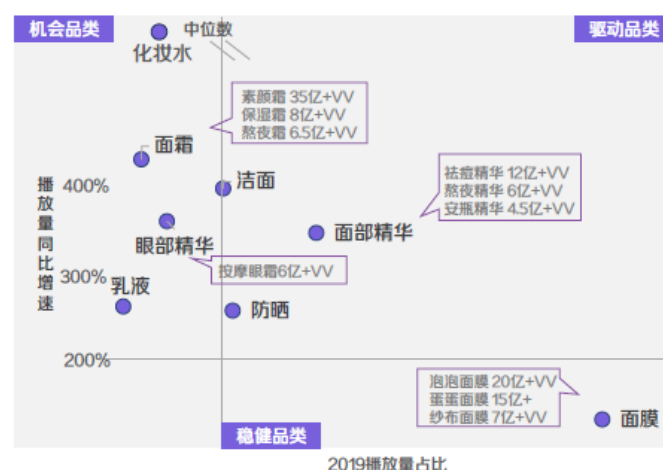 机会品类
中位数
驱动品类
化妆水
素颜霜 35亿+VV
保湿霜 8亿+VV
熬夜霜 6.5亿+VV
面霜
洁面
播放量同比增速
400%
祛痘精华 12亿+VV
熬夜精华 6亿+VV
安瓶精华 4.5亿+VV
面部精华
眼部精华
按摩眼霜6亿+VV
300%
乳液
防晒
200%
泡泡面膜 20亿+VV
蛋蛋面膜 15亿+
纱布面膜 7亿+VV
面膜
稳健品类
2019播放量占比